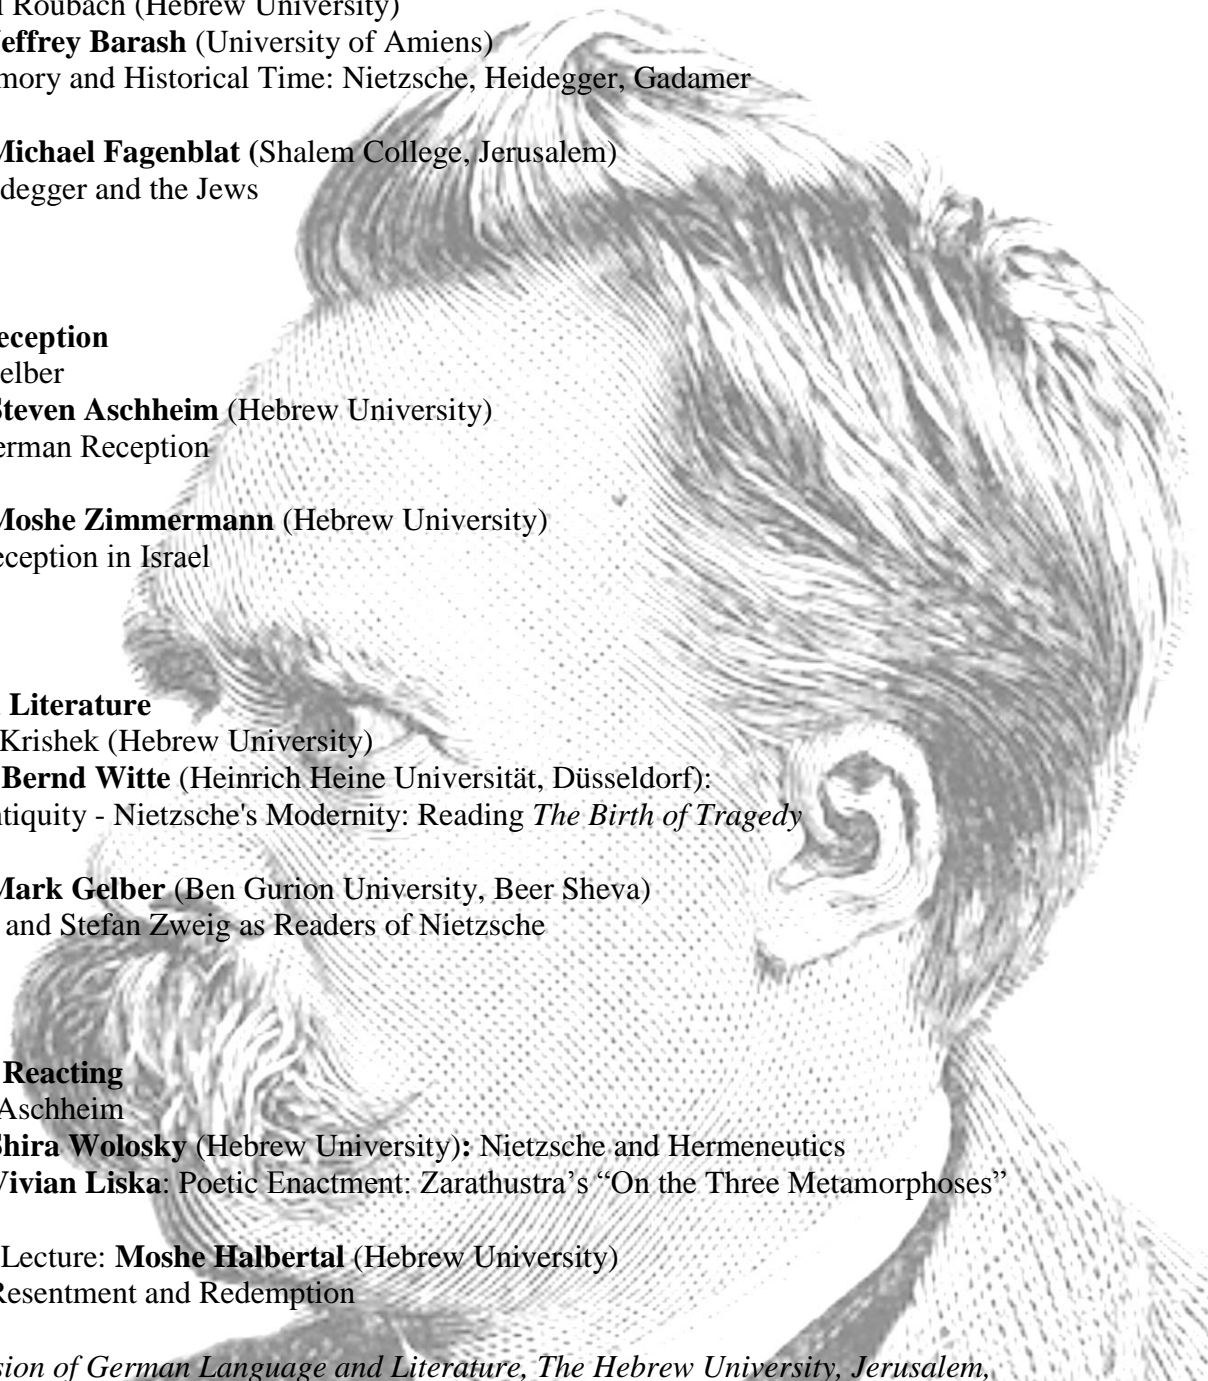 Roubach (Hebrew University)
Jeffrey Barash (University of Amiens)
mory and Historical Time: Nietzsche, Heidegger, Gadamer
Michael Fagenblat (Shalem College, Jerusalem)
degger and the Jews
eception
elber
Steven Aschheim (Hebrew University)
erman Reception
Moshe Zimmermann (Hebrew University)
eception in Israel
Literature
Krishek (Hebrew University)
Bernd Witte (Heinrich Heine Universität, Düsseldorf):
ntiquity - Nietzsche's Modernity: Reading The Birth of Tragedy
Mark Gelber (Ben Gurion University, Beer Sheva)
and Stefan Zweig as Readers of Nietzsche
Reacting
Aschheim
Shira Wolosky (Hebrew University): Nietzsche and Hermeneutics
Vivian Liska: Poetic Enactment: Zarathustra’s “On the Three Metamorphoses”
Lecture: Moshe Halbertal (Hebrew University)
Resentment and Redemption
sion of German Language and Literature, The Hebrew University, Jerusalem,